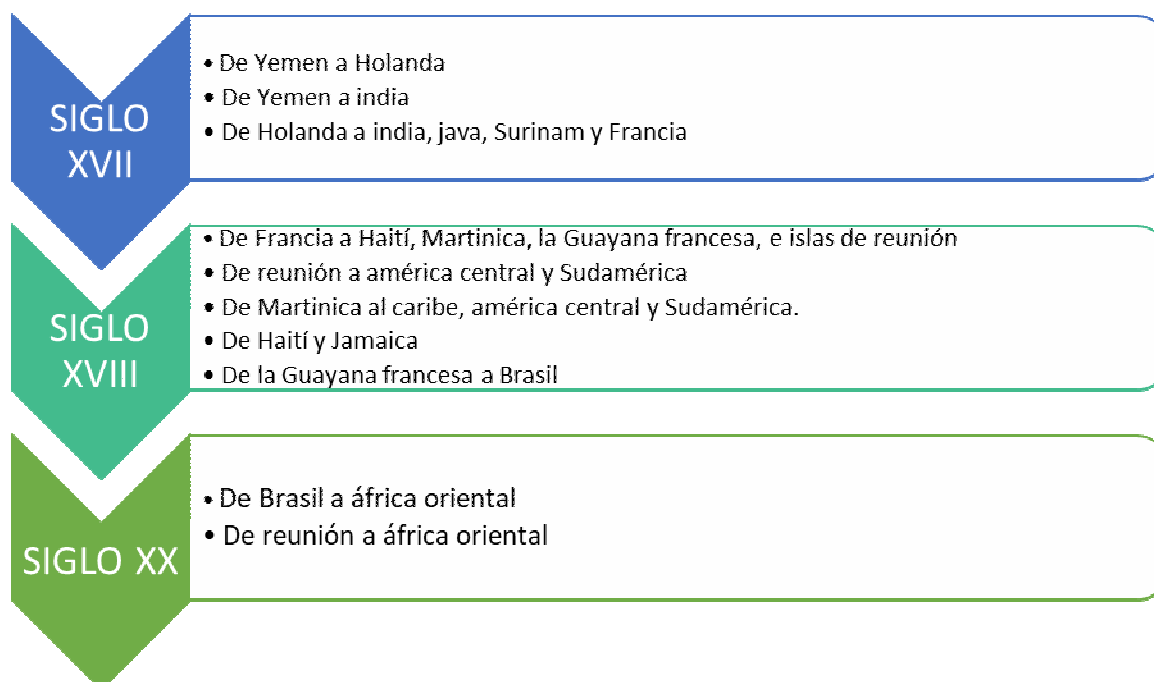 SIGLO
XVII
• De Yemen a Holanda
• De Yemen a india
• De Holanda a india, java, Surinam y Francia
SIGLO
XVIII
• De Francia a Haití, Martinica, la Guayana francesa, e islas de reunión
• De reunión a américa central y Sudamérica
• De Martinica al caribe, américa central y Sudamérica.
• De Haití y Jamaica
• De la Guayana francesa a Brasil
SIGLO XX
• De Brasil a áfrica oriental
• De reunión a áfrica oriental